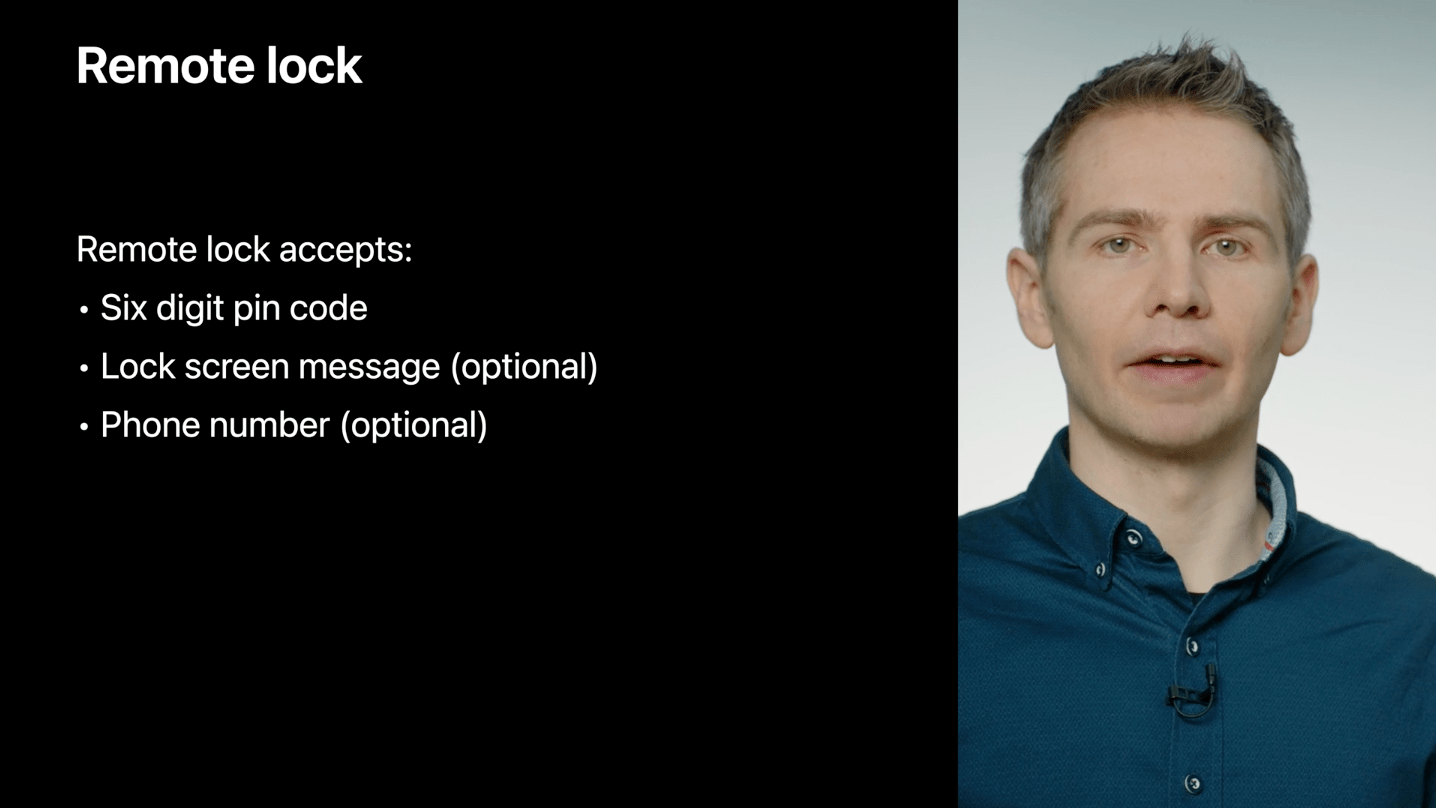 Remote lock
Remote lock accepts:
• Six digit pin code
• Lock screen message (optional)
• Phone number (optional)